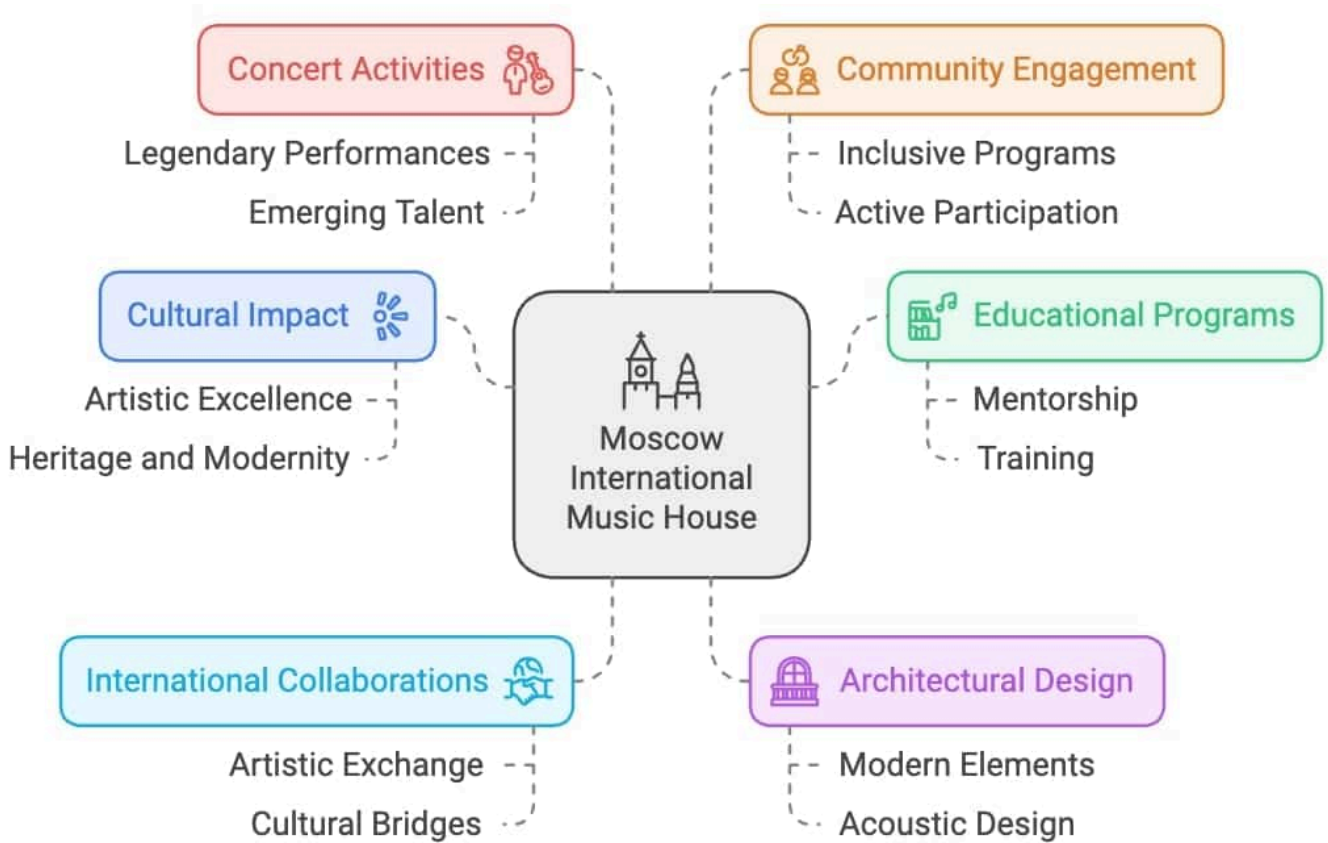 Concert Activities
Legendary Performances
Emerging Talent
Community Engagement
Inclusive Programs
Active Participation
Cultural Impact
Artistic Excellence
Heritage and Modernity
Moscow
International
Music House
Educational Programs
Mentorship
Training
International Collaborations
Artistic Exchange
Cultural Bridges
Architectural Design
Modern Elements
Acoustic Design